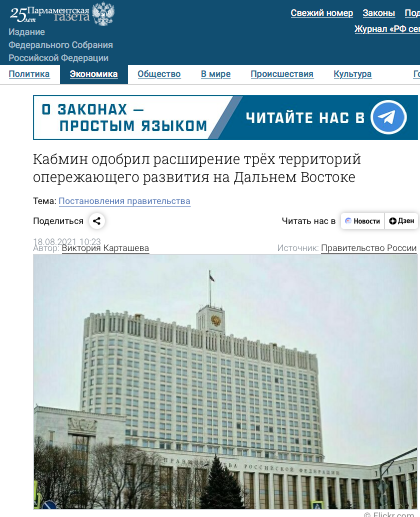 25 лет Парламентская газета
Издание
Федерального Собрания
Российской Федерации
Свежий номер Законы
Журнал «РФ
Политика Экономика Общество В мире Происшествия Культура
О ЗАКОНАХ —
ПРОСТЫМ ЯЗЫКОМ
ЧИТАЙТЕ НАС В
Кабмин одобрил расширение трёх территорий
опережающего развития на Дальнем Востоке
Тема: Постановления правительства
Поделиться
Читать нас в Новости Дзен
18.08.2021 10:23
Автор: Виктория Карташева
Источник: Правительство России
© Flickr.com